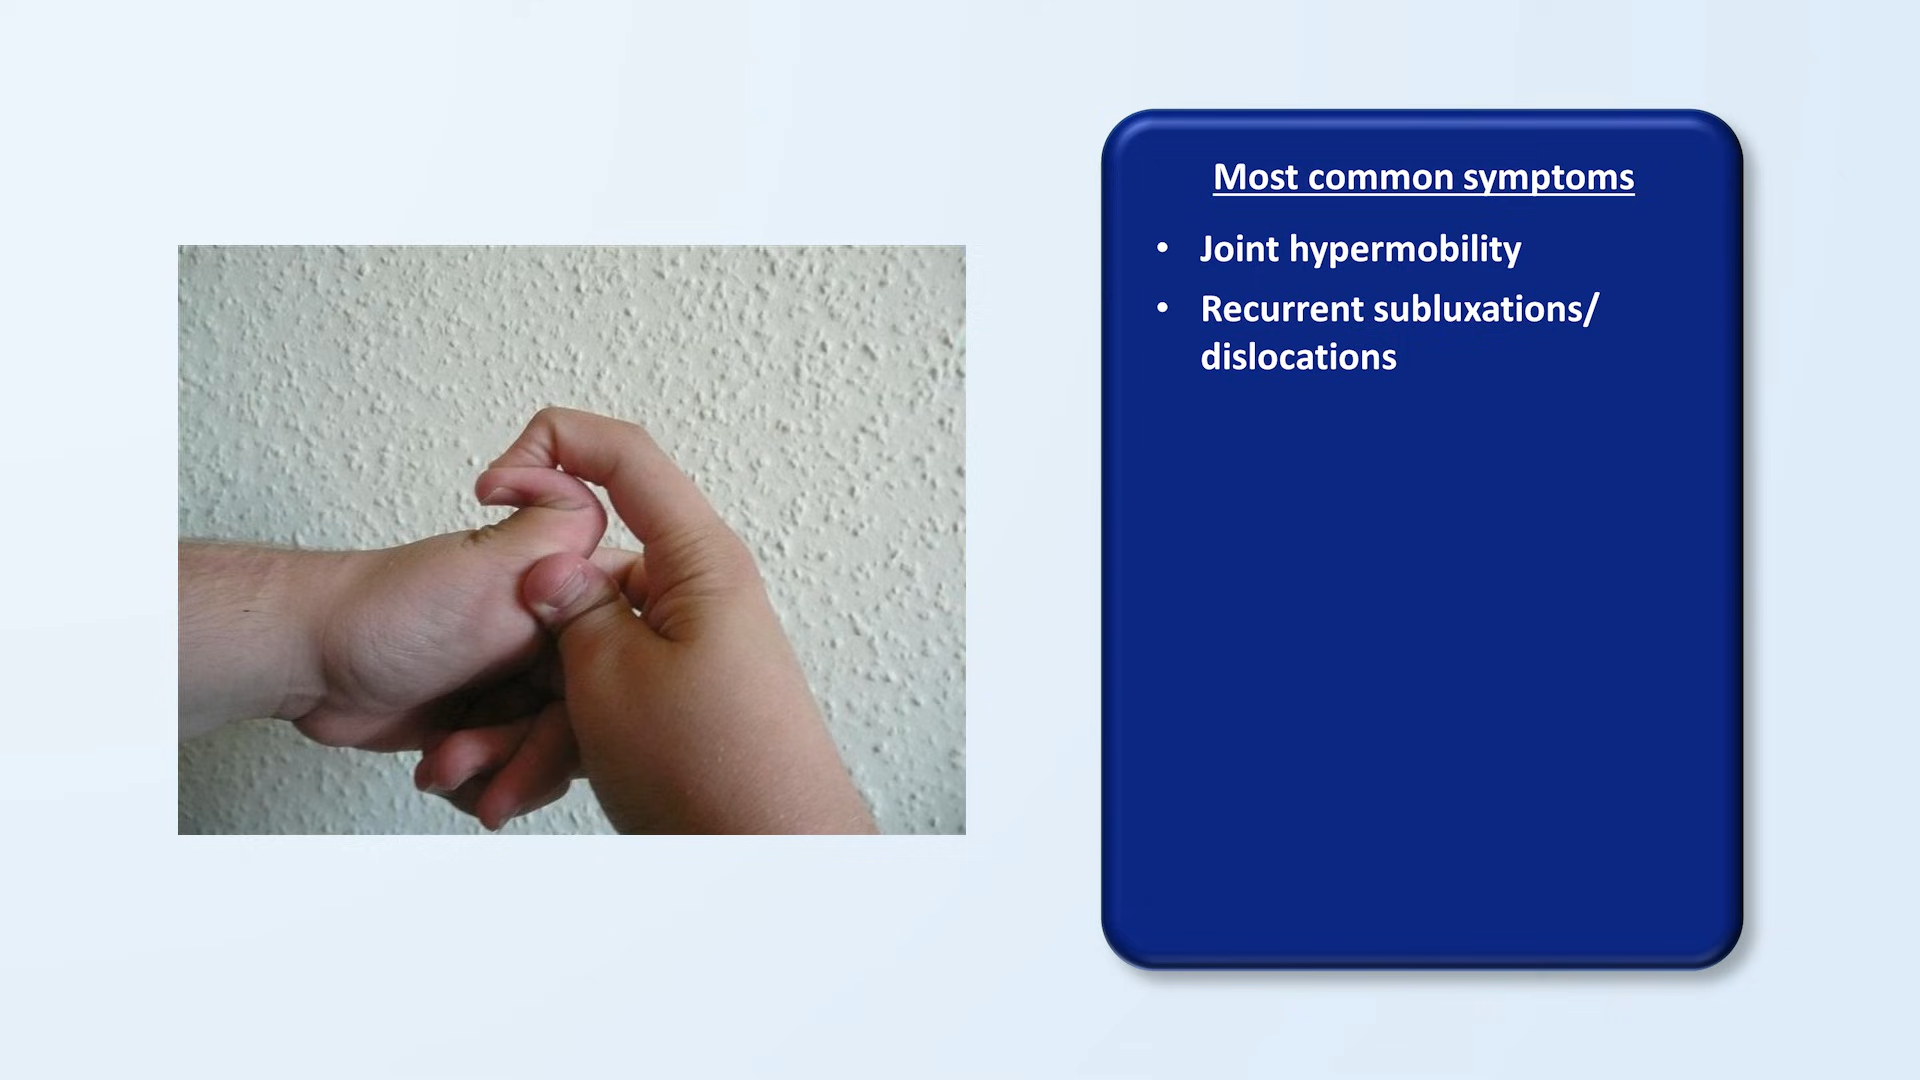 Most common symptoms
• Joint hypermobility
• Recurrent subluxations/
dislocations